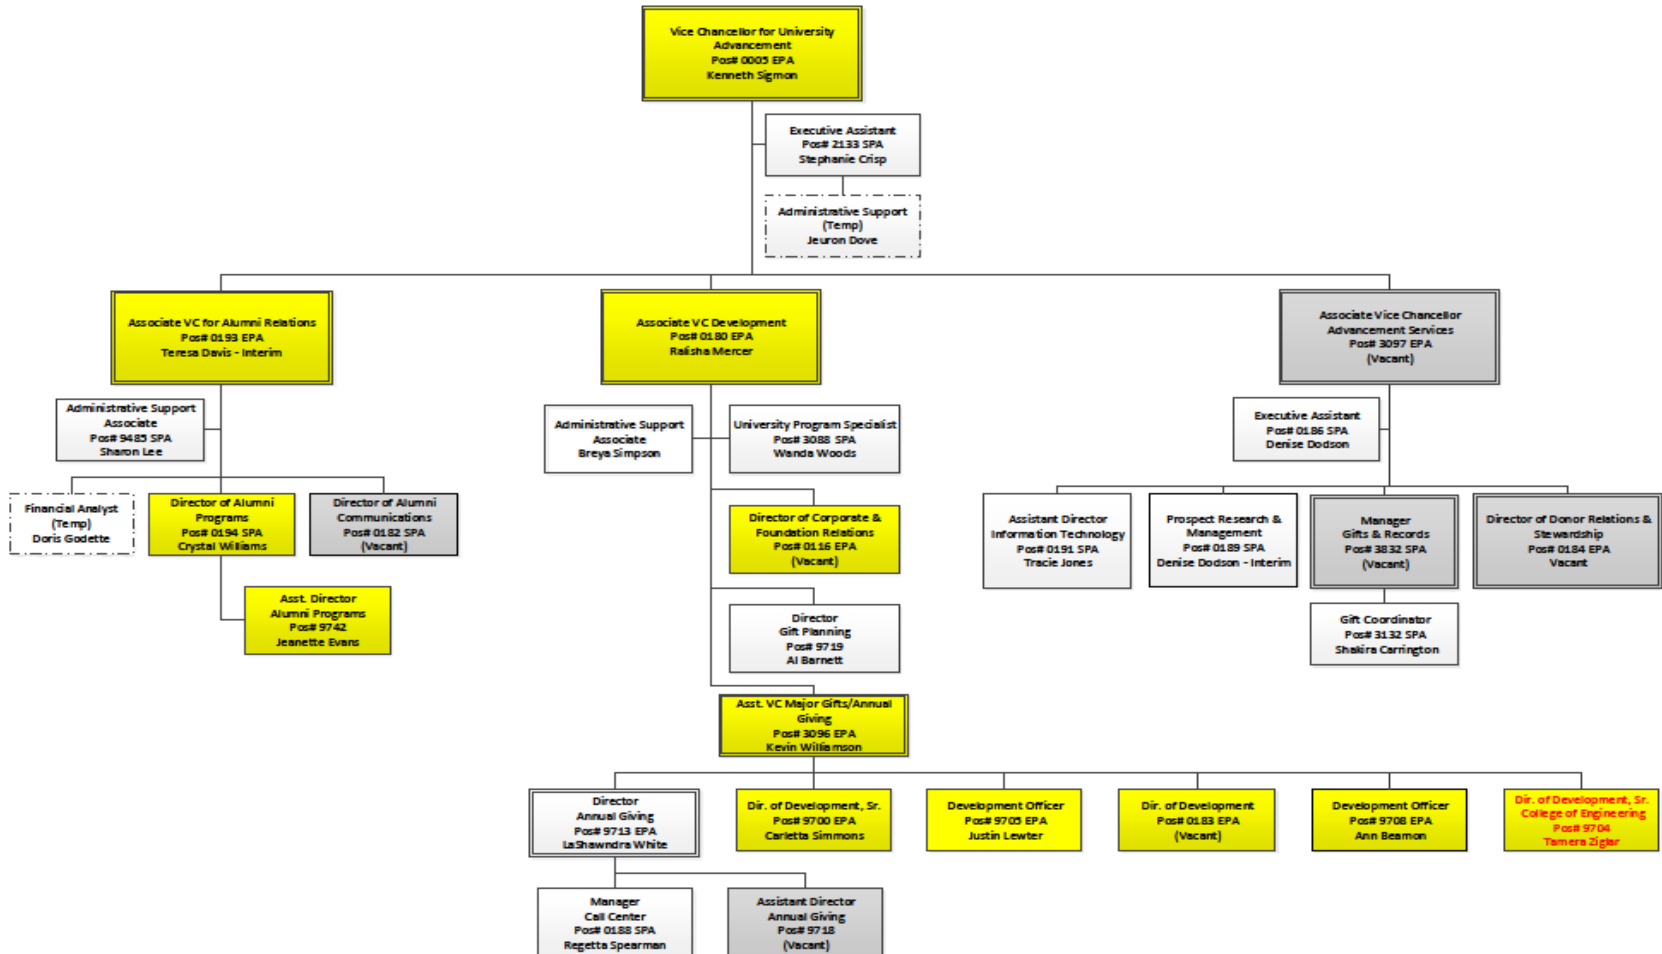 Vice Chancellor for University
Advancement
Pos# 0005 EPA
Kenneth Sigmon
Executive Assistant
Pos# 2133 SPA
Stephanie Crisp
Administrative Support
(Temp)
Jeuron Dove
Associate VC for Alumni Relations
Pos# 0193 EPA
Teresa Davis - Interim
Associate VC Development
Pos# 0180 EPA
Ralisha Mercer
Associate Vice Chancellor
Advancement Services
Pos# 3097 EPA
(Vacant)
Administrative Support
Associate
Pos# 9485 SPA
Sharon Lee
Administrative Support
Associate
Breya Simpson
University Program Specialist
Pos# 3088 SPA
Wanda Woods
Executive Assistant
Pos# 0186 SPA
Denise Dodson
Financial Analyst
(Temp)
Doris Godette
Director of Alumni
Programs
Pos# 0194 SPA
Crystal Williams
Director of Alumni
Communications
Pos# 0182 SPA
(Vacant)
Director of Corporate &
Foundation Relations
Pos# 0116 EPA
(Vacant)
Assistant Director
Information Technology
Pos# 0191 SPA
Tracie Jones
Prospect Research &
Management
Pos# 0189 SPA
Denise Dodson - Interim
Manager
Gifts & Records
Pos# 3832 SPA
(Vacant)
Director of Donor Relations &
Stewardship
Pos# 0184 EPA
Vacant
Asst. Director
Alumni Programs
Pos# 9742
Jeanette Evans
Director
Gift Planning
Pos# 9719
Al Barnett
Gift Coordinator
Pos# 3132 SPA
Shakira Carrington
Asst. VC Major Gifts/Annual
Giving
Pos# 3096 EPA
Kevin Williamson
Director
Annual Giving
Pos# 9713 EPA
LaShawndra White
Dir. of Development, Sr.
Pos# 9700 EPA
Carletta Simmons
Development Officer
Pos# 9705 EPA
Justin Lewter
Dir. of Development
Pos# 0183 EPA
(Vacant)
Development Officer
Pos# 9708 EPA
Ann Beamon
Dir. of Development, Sr.
College of Engineering
Pos# 9704
Tamera Ziglar
Manager
Call Center
Pos# 0188 SPA
Regetta Spearman
Assistant Director
Annual Giving
Pos# 9718
(Vacant)